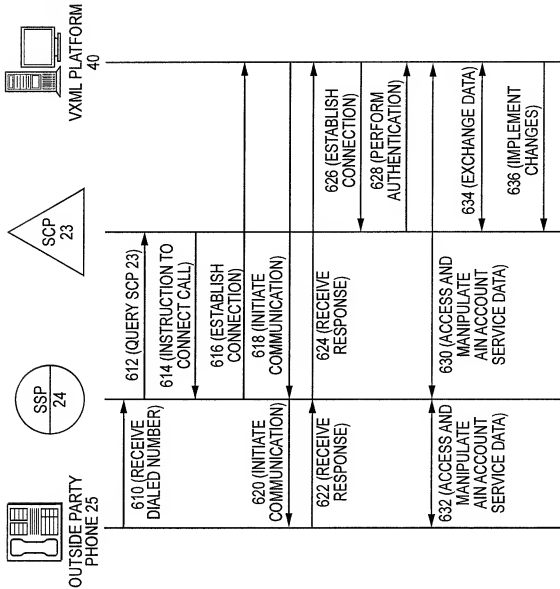 OUTSIDE PARTY
PHONE 25
SSP
24
SCP
23
VXML PLATFORM
40
610 (RECEIVE
DIALED NUMBER)
612 (QUERY SCP 23)
614 (INSTRUCTION TO
CONNECT CALL)
616 (ESTABLISH
CONNECTION)
618 (INITIATE
COMMUNICATION)
620 (INITIATE
COMMUNICATION)
622 (RECEIVE
RESPONSE)
624 (RECEIVE
RESPONSE)
626 (ESTABLISH
CONNECTION)
628 (PERFORM
AUTHENTICATION)
630 (ACCESS AND
MANIPULATE
AIN ACCOUNT
SERVICE DATA)
632 (ACCESS AND
MANIPULATE
AIN ACCOUNT
SERVICE DATA)
634 (EXCHANGE DATA)
636 (IMPLEMENT
CHANGES)